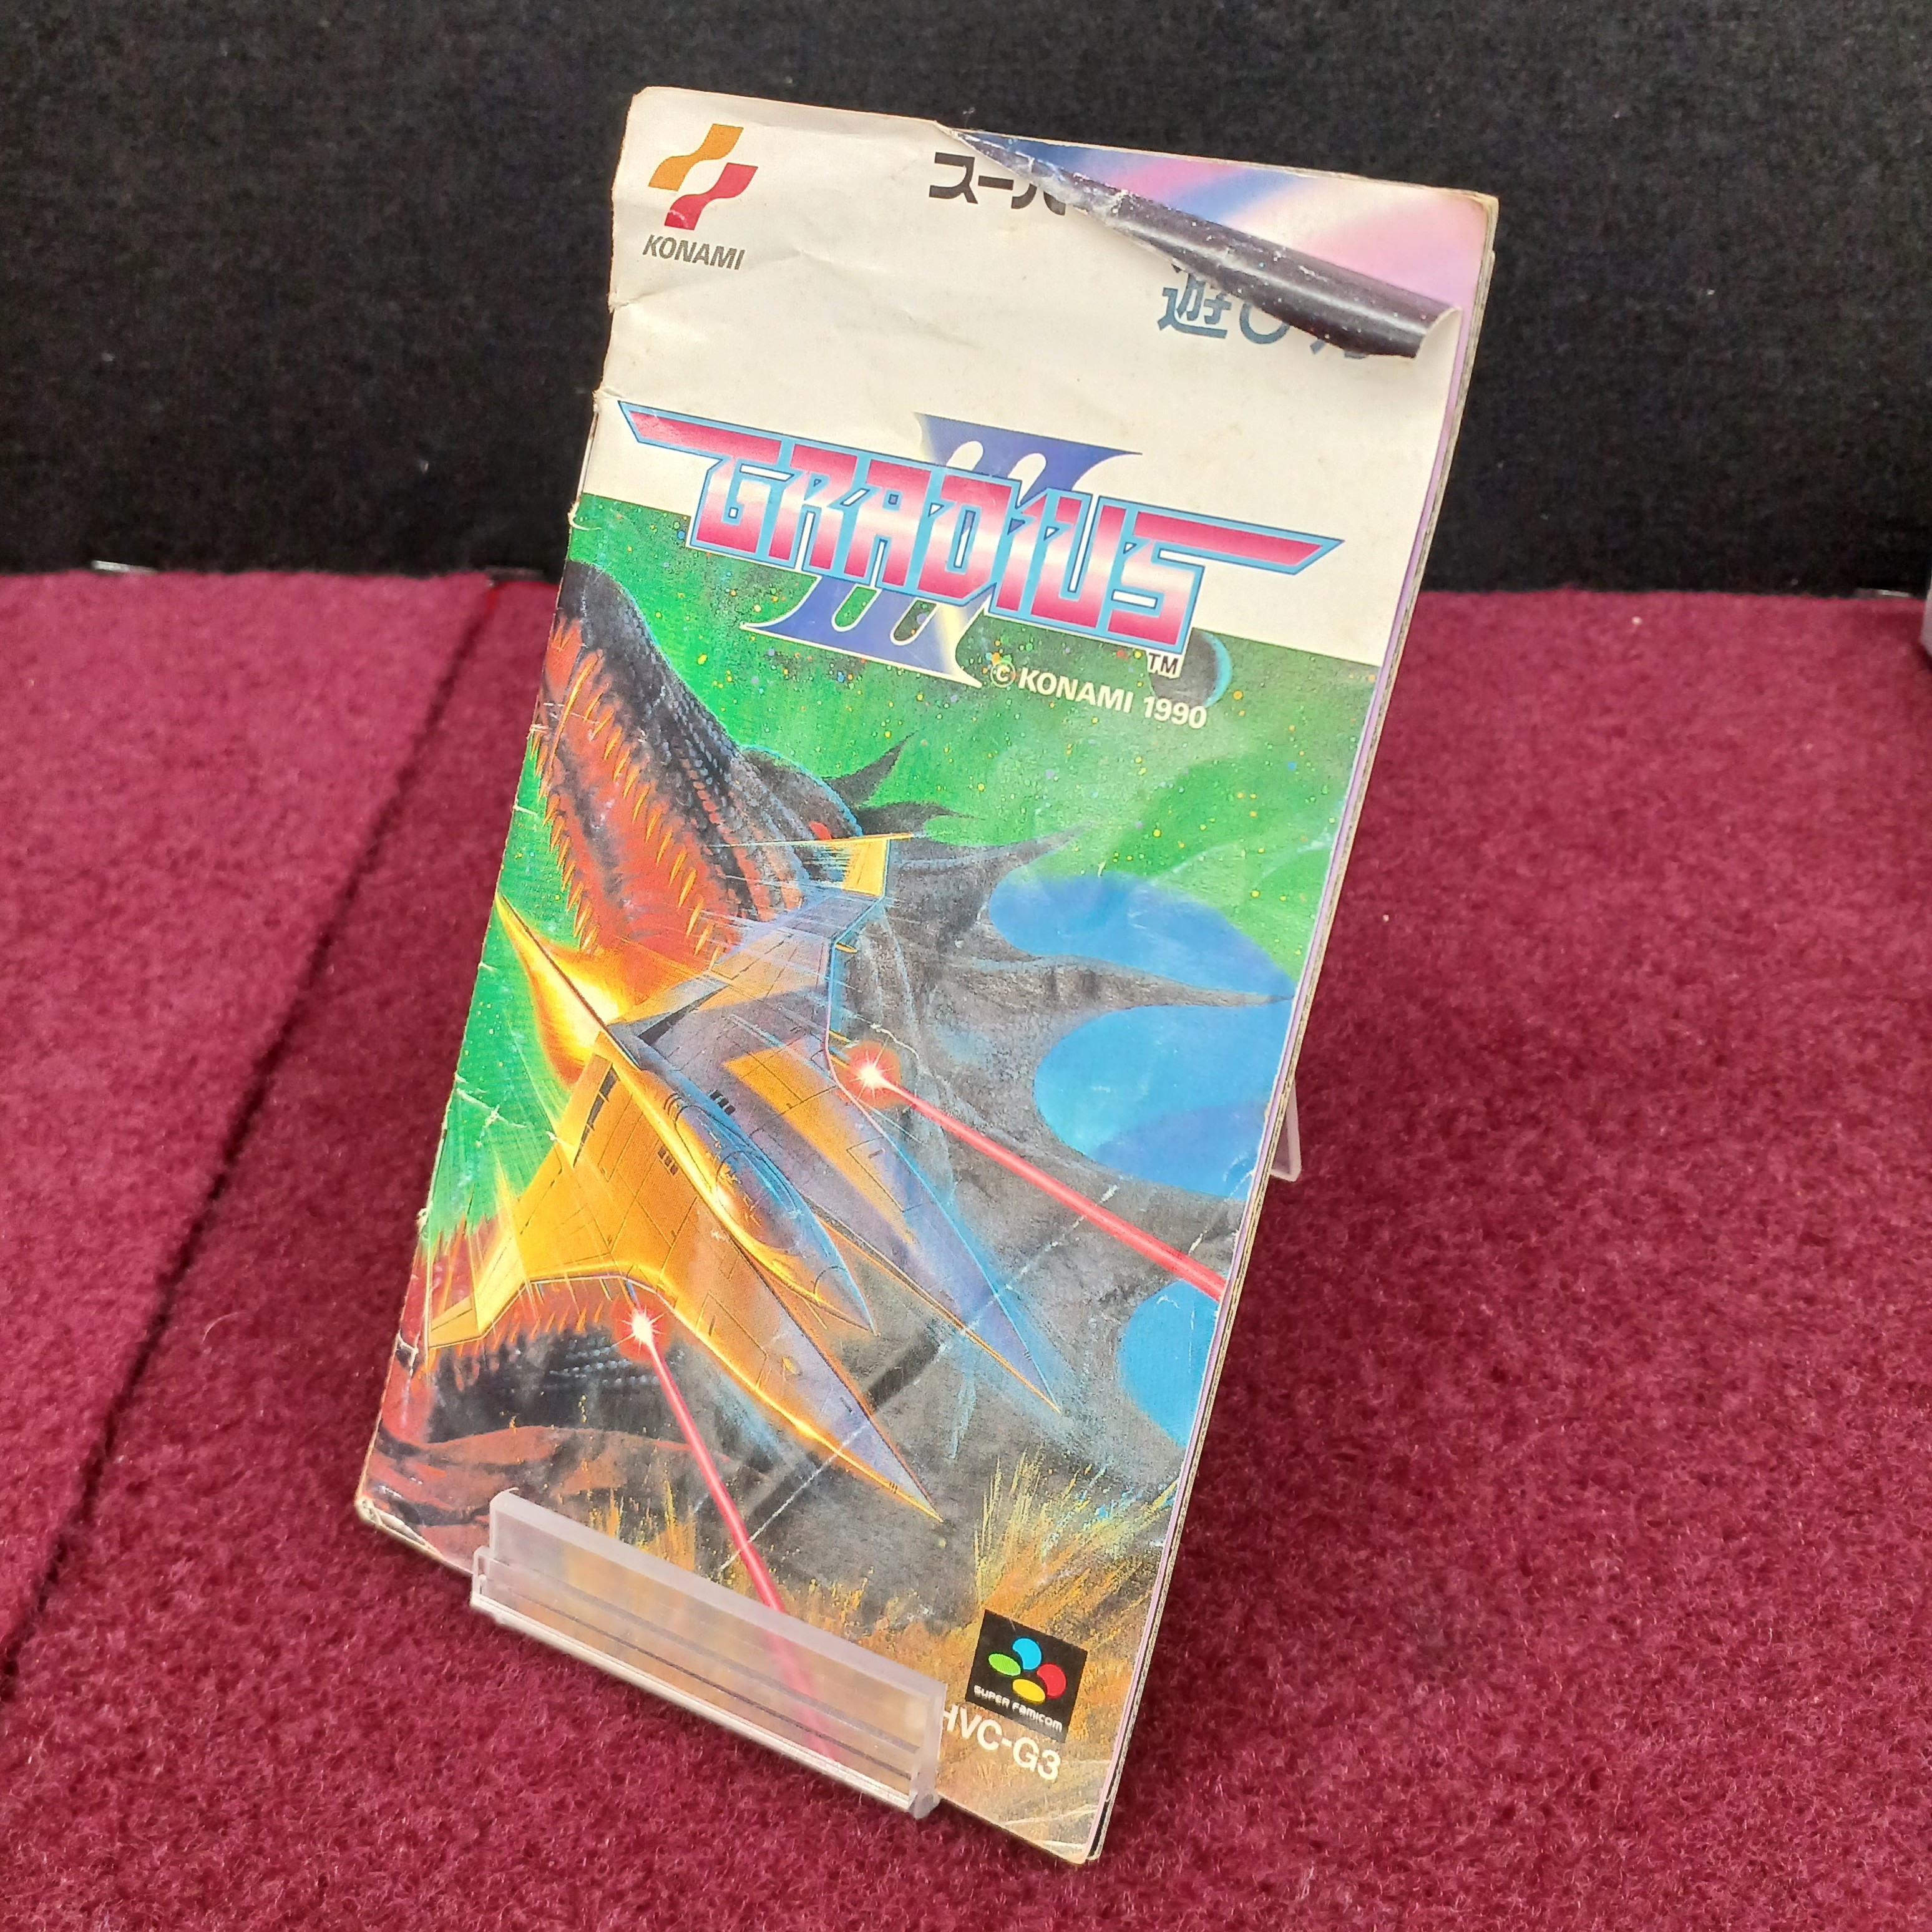 KONAMI
スーパ
遊び
GRADIUS III
TM
© KONAMI 1990
SUPER FAMICOM
HVC-G3